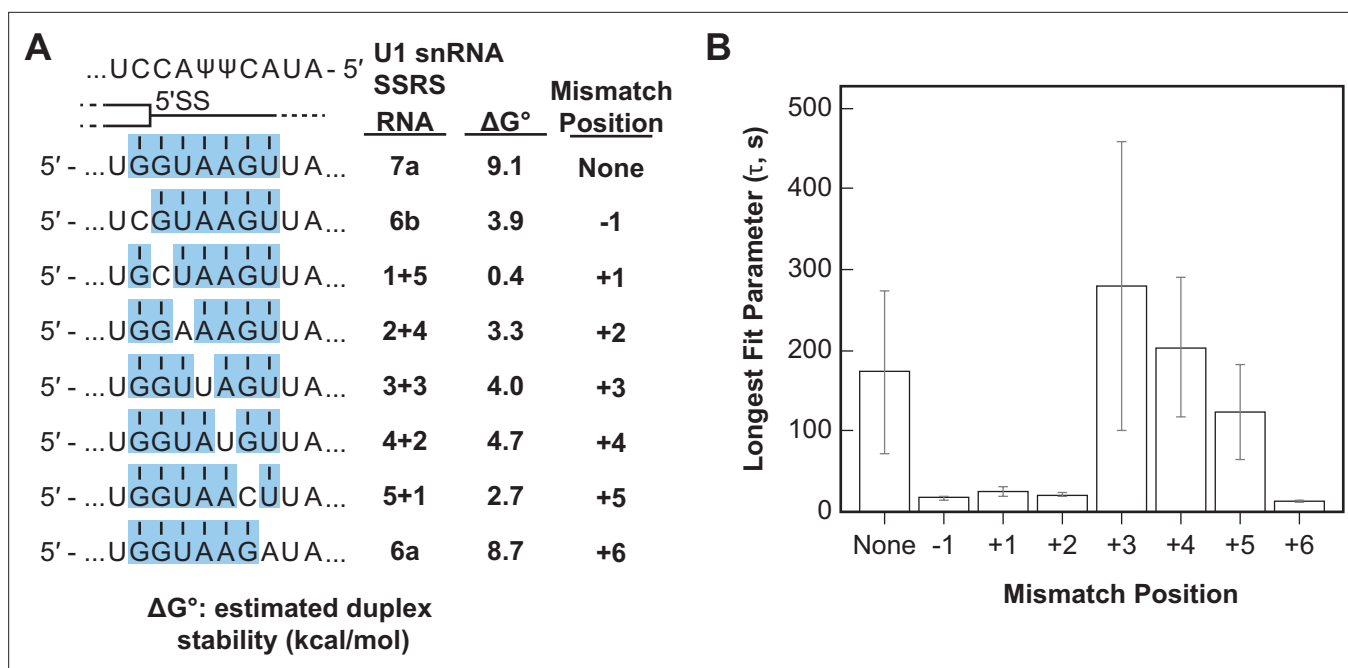 A
...UCCAΨΨCAUA- 5′ U1 snRNA
SSRS
5'SS
RNA ΔG° Mismatch Position
5′ - ...UGGUAAGUUA... 7a 9.1 None
5′ - ...UCGUAAGUUA... 6b 3.9 -1
5′ - ...UGCUAAGUUA... 1+5 0.4 +1
5′ - ...UGGAAAGUUA... 2+4 3.3 +2
5′ - ...UGGUUAGUUA... 3+3 4.0 +3
5′ - ...UGGUAUGUUA... 4+2 4.7 +4
5′ - ...UGGUAACUUA... 5+1 2.7 +5
5′ - ...UGGUAAGAUA... 6a 8.7 +6
ΔG°: estimated duplex
stability (kcal/mol)
B
Longest Fit Parameter (τ, s)
500
400
300
200
100
0
None -1 +1 +2 +3 +4 +5 +6
Mismatch Position